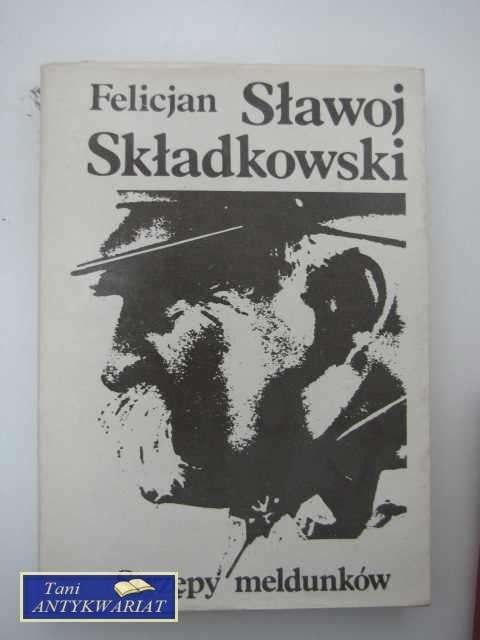 Felicjan Sławoj
Składkowski
meldunków
Tani
ANTYKWARIAT